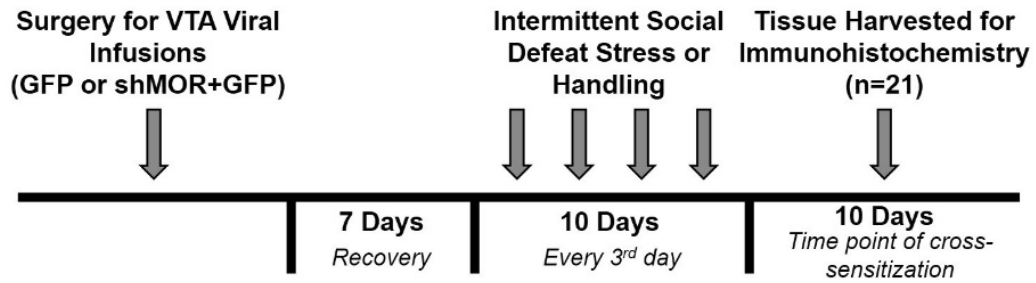 Surgery for VTA Viral
Infusions
(GFP or shMOR+GFP)
Intermittent Social
Defeat Stress or
Handling
Tissue Harvested for
Immunohistochemistry
(n=21)
7 Days
Recovery
10 Days
Every 3rd day
10 Days
Time point of cross-
sensitization